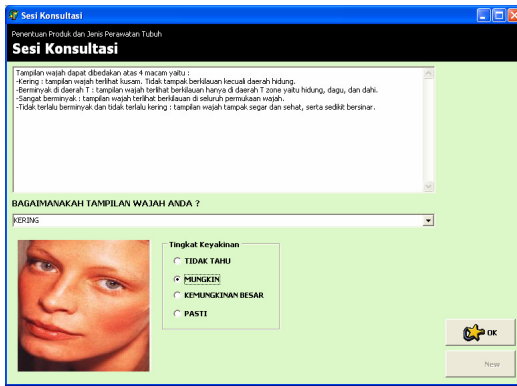 Sesi Konsultasi
Penentuan Produk dan Jenis Perawatan Tubuh
Sesi Konsultasi
Tampilan wajah dapat dibedakan atas 4 macam yaitu :
-Kering : tampilan wajah terlihat kusam. Tidak tampak berkilauan kecuali daerah hidung.
-Berminyak di daerah T : tampilan wajah terlihat berkilauan hanya di daerah T zone yaitu hidung, dagu, dan dahi.
-Sangat berminyak : tampilan wajah terlihat berkilauan di seluruh permukaan wajah.
-Tidak terlalu berminyak dan tidak terlalu kering : tampilan wajah tampak segar dan sehat, serta sedikit bersinar.
BAGAIMANAKAH TAMPILAN WAJAH ANDA ?
KERING
Tingkat Keyakinan
TIDAK TAHU
MUNGKIN
KEMUNGKINAN BESAR
PASTI
OK
New